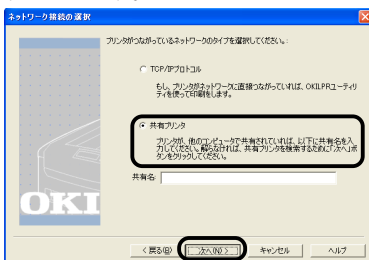 ネットワーク接続の選択
プリンタがつながっているネットワークのタイプを選択してください。:
TCP/IPプロトコル
もし、プリンタがネットワークに直接つながっていれば、OKILPRユーティリ
ティを使って印刷をします。
共有プリンタ
プリンタが、他のコンピュータで共有されていれば、以下に共有名を入
力してください。解らなければ、共有プリンタを検索するために「次へ」ボ
タンをクリックしてください。
共有名:
OKI
< 戻る(B)
次へ(N) >
キャンセル
ヘルプ